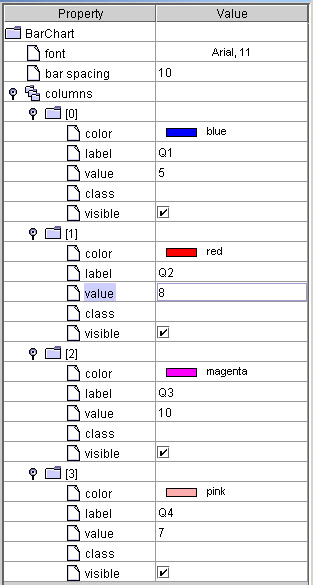 Property Value
BarChart
font Arial, 11
bar spacing 10
columns
[0]
color blue
label Q1
value 5
class
visible
[1]
color red
label Q2
value 8
class
visible
[2]
color magenta
label Q3
value 10
class
visible
[3]
color pink
label Q4
value 7
class
visible